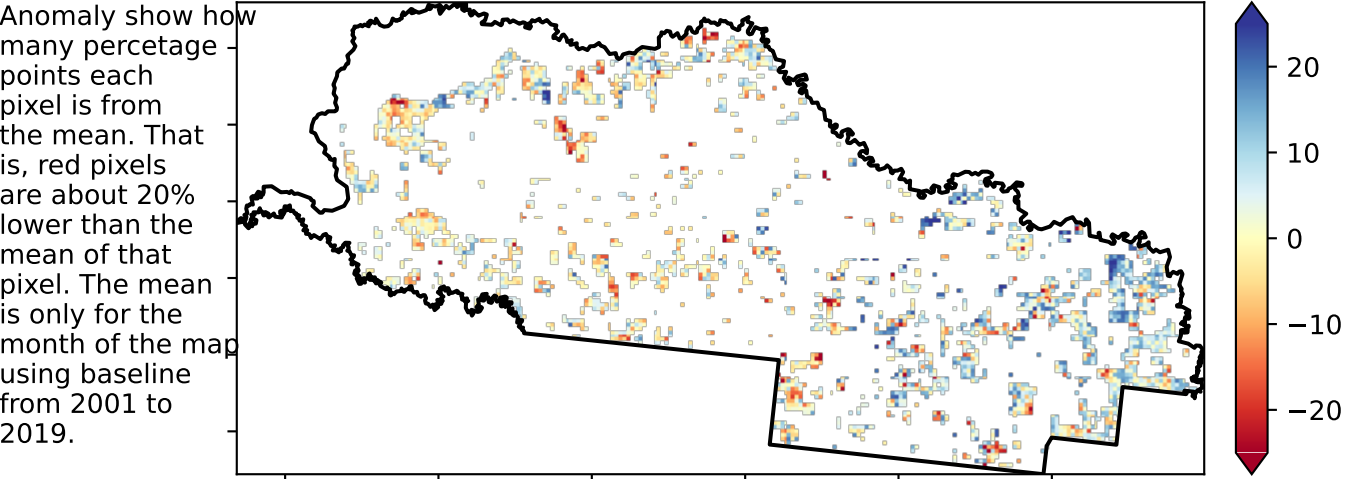 Anomaly show how
many percetage
points each
pixel is from
the mean. That
is, red pixels
are about 20%
lower than the
mean of that
pixel. The mean
is only for the
month of the map
using baseline
from 2001 to
2019.
20
10
0
−10
−20